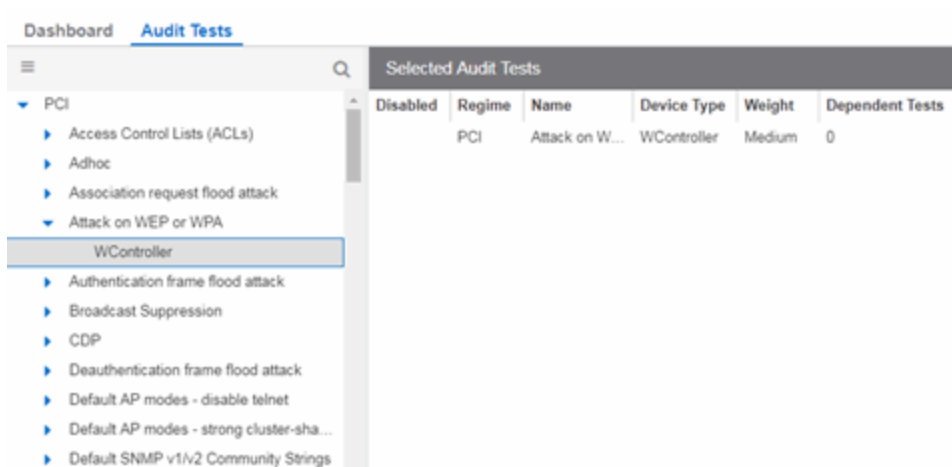 Dashboard Audit Tests
Selected Audit Tests
PCI
Access Control Lists (ACLs)
Adhoc
Association request flood attack
Attack on WEP or WPA
WController
Authentication frame flood attack
Broadcast Suppression
CDP
Deauthentication frame flood attack
Default AP modes - disable telnet
Default AP modes - strong cluster-sha...
Default SNMP v1/v2 Community Strings
Disabled Regime Name Device Type Weight Dependent Tests
PCI Attack on W... WController Medium 0